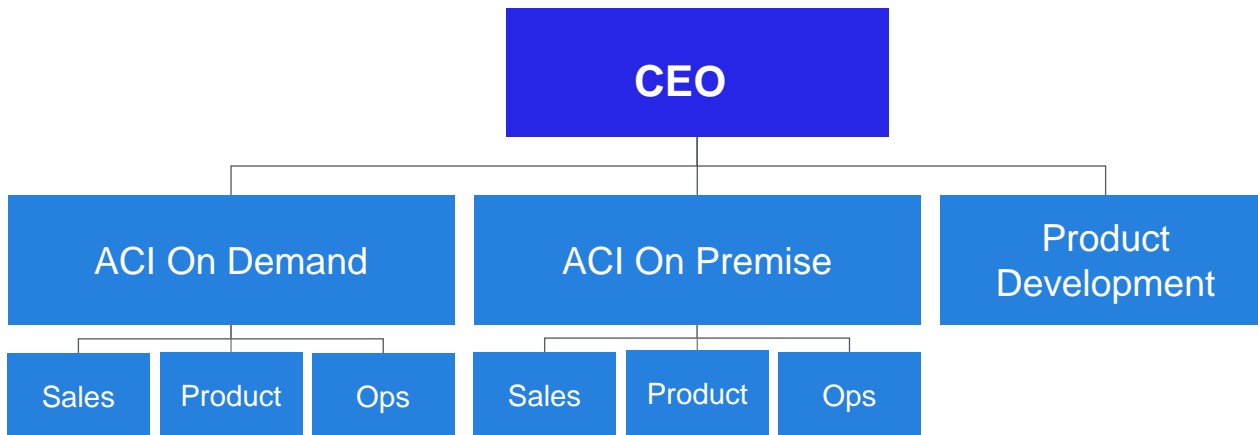 CEO
ACI On Demand
ACI On Premise
Product
Development
Sales
Product
Ops
Sales
Product
Ops